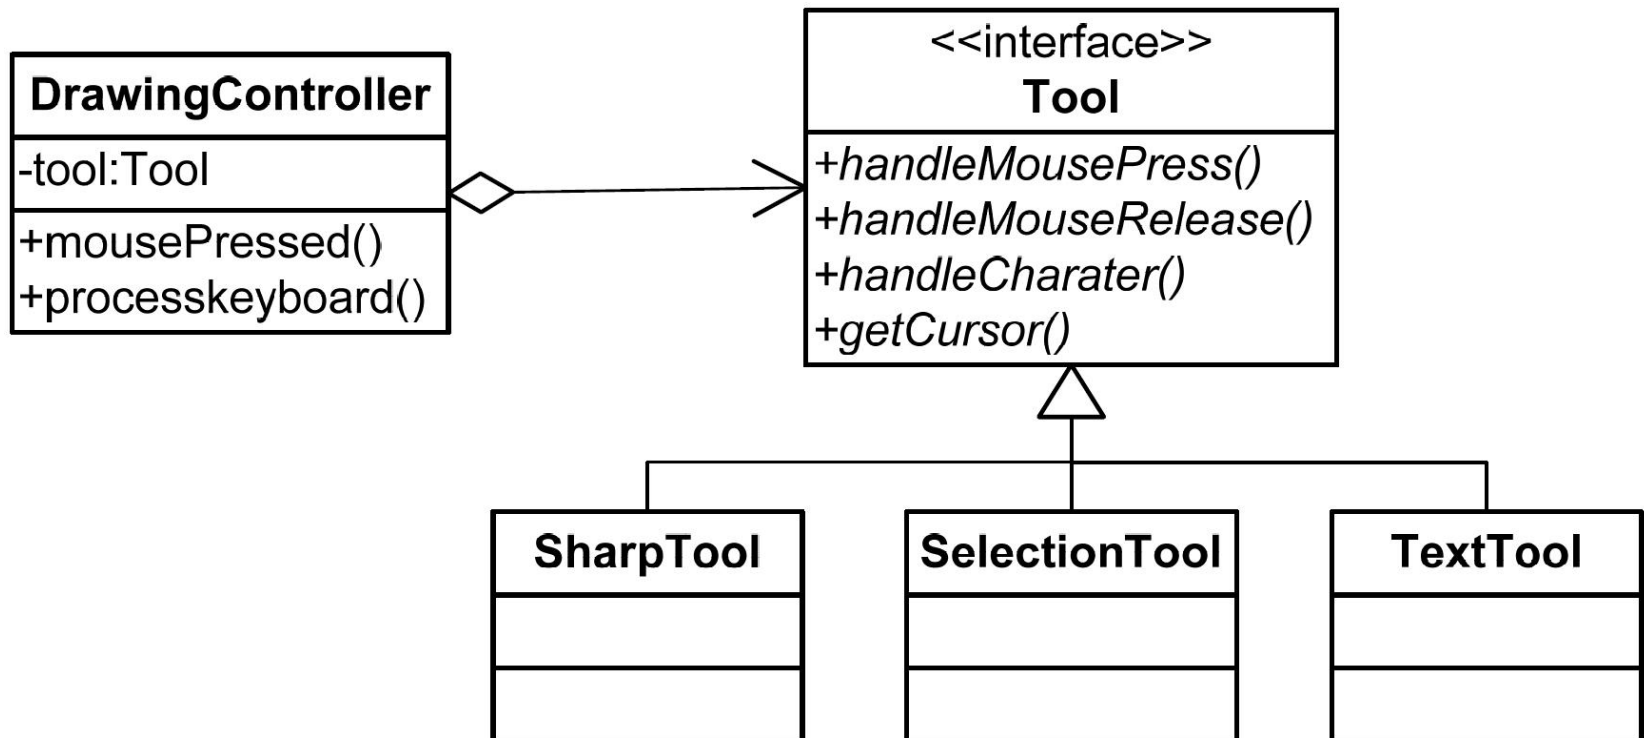 DrawingController
-tool:Tool
+mousePressed()
+processkeyboard()
<<interface>>
Tool
+handleMousePress()
+handleMouseRelease()
+handleCharater()
+getCursor()
SharpTool
SelectionTool
TextTool